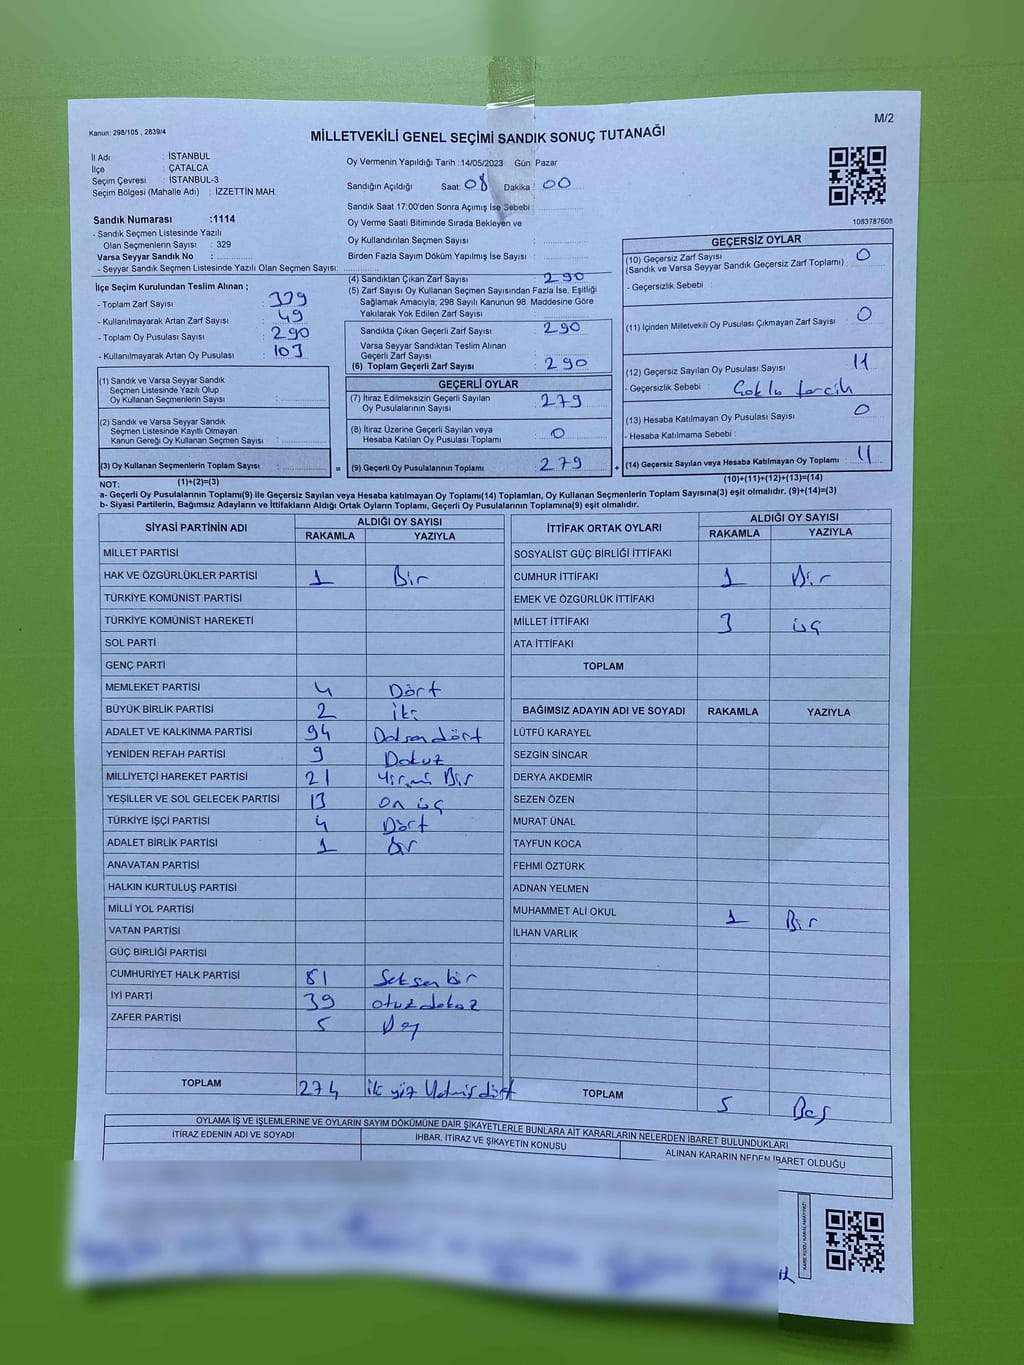 M/2
Kanun: 298/105 , 2839/4
MİLLETVEKİLİ GENEL SEÇİMİ SANDIK SONUÇ TUTANAĞI
İl Adı : İSTANBUL
İlçe : ÇATALCA
Seçim Çevresi : İSTANBUL-3
Seçim Bölgesi (Mahalle Adı) : İZZETTİN MAH.
Sandık Numarası :1114
- Sandık Seçmen Listesinde Yazılı
Olan Seçmenlerin Sayısı : 329
Varsa Seyyar Sandık No :
- Seyyar Sandık Seçmen Listesinde Yazılı Olan Seçmen Sayısı:
İlçe Seçim Kurulundan Teslim Alınan ;
- Toplam Zarf Sayısı : 339
- Kullanılmayarak Artan Zarf Sayısı : 49
- Toplam Oy Pusulası Sayısı : 290
- Kullanılmayarak Artan Oy Pusulası : 103
(1) Sandık ve Varsa Seyyar Sandık
Seçmen Listesinde Yazılı Olup
Oy Kullanan Seçmenlerin Sayısı :
(2) Sandık ve Varsa Seyyar Sandık
Seçmen Listesinde Kayıtlı Olmayan
Kanun Gereği Oy Kullanan Seçmen Sayısı :
(3) Oy Kullanan Seçmenlerin Toplam Sayısı :
(1)+(2)=(3)
Oy Vermenin Yapıldığı Tarih :14/05/2023 Gün Pazar
Sandığın Açıldığı Saat: 08 Dakika : 00
Sandık Saat 17:00'den Sonra Açımış İse Sebebi :
Oy Verme Saati Bitiminde Sırada Bekleyen ve
Oy Kullandırılan Seçmen Sayısı :
Birden Fazla Sayım Döküm Yapılmış İse Sayısı :
(4) Sandıktan Çıkan Zarf Sayısı : 290
(5) Zarf Sayısı Oy Kullanan Seçmen Sayısından Fazla İse, Eşitliği
Sağlamak Amacıyla; 298 Sayılı Kanunun 98. Maddesine Göre
Yakılarak Yok Edilen Zarf Sayısı :
Sandıkta Çıkan Geçerli Zarf Sayısı : 290
Varsa Seyyar Sandıktan Teslim Alınan
Geçerli Zarf Sayısı :
(6) Toplam Geçerli Zarf Sayısı : 290
GEÇERLİ OYLAR
(7) İtiraz Edilmeksizin Geçerli Sayılan
Oy Pusulalarının Sayısı : 279
(8) İtiraz Üzerine Geçerli Sayılan veya
Hesaba Katılan Oy Pusulası Toplamı : 0
= (9) Geçerli Oy Pusulalarının Toplamı : 279
1083787608
GEÇERSİZ OYLAR
(10) Geçersiz Zarf Sayısı : 0
(Sandık ve Varsa Seyyar Sandık Geçersiz Zarf Toplamı)
- Geçersizlik Sebebi :
(11) İçinden Milletvekili Oy Pusulası Çıkmayan Zarf Sayısı : 0
(12) Geçersiz Sayılan Oy Pusulası Sayısı : 11
- Geçersizlik Sebebi : Çoklu tercih
(13) Hesaba Katılmayan Oy Pusulası Sayısı : 0
- Hesaba Katılmama Sebebi :
+ (14) Geçersiz Sayılan veya Hesaba Katılmayan Oy Toplamı : 11
(10)+(11)+(12)+(13)=(14)
NOT:
a- Geçerli Oy Pusulalarının Toplamı(9) ile Geçersiz Sayılan veya Hesaba katılmayan Oy Toplamı(14) Toplamları, Oy Kullanan Seçmenlerin Toplam Sayısına(3) eşit olmalıdır. (9)+(14)=(3)
b- Siyasi Partilerin, Bağımsız Adayların ve İttifakların Aldığı Ortak Oyların Toplamı, Geçerli Oy Pusulalarının Toplamına(9) eşit olmalıdır.
SİYASİ PARTİNİN ADI ALDIĞI OY SAYISI
RAKAMLA YAZIYLA
MİLLET PARTİSİ
HAK VE ÖZGÜRLÜKLER PARTİSİ 1 Bir
TÜRKİYE KOMÜNİST PARTİSİ
TÜRKİYE KOMÜNİST HAREKETİ
SOL PARTİ
GENÇ PARTİ
MEMLEKET PARTİSİ 4 Dört
BÜYÜK BİRLİK PARTİSİ 2 iki
ADALET VE KALKINMA PARTİSİ 94 Doksandört
YENİDEN REFAH PARTİSİ 9 Dokuz
MİLLİYETÇİ HAREKET PARTİSİ 21 Yirmi Bir
YEŞİLLER VE SOL GELECEK PARTİSİ 13 on üç
TÜRKİYE İŞÇİ PARTİSİ 4 Dört
ADALET BİRLİK PARTİSİ 1 Bir
ANAVATAN PARTİSİ
HALKIN KURTULUŞ PARTİSİ
MİLLİ YOL PARTİSİ
VATAN PARTİSİ
GÜÇ BİRLİĞİ PARTİSİ
CUMHURİYET HALK PARTİSİ 81 Seksen bir
İYİ PARTİ 39 otuz dokuz
ZAFER PARTİSİ 5 Beş
TOPLAM 274 iki yüz Yetmiş dört
İTTİFAK ORTAK OYLARI ALDIĞI OY SAYISI
RAKAMLA YAZIYLA
SOSYALİST GÜÇ BİRLİĞİ İTTİFAKI
CUMHUR İTTİFAKI 1 Bir
EMEK VE ÖZGÜRLÜK İTTİFAKI
MİLLET İTTİFAKI 3 üç
ATA İTTİFAKI
TOPLAM
BAĞIMSIZ ADAYIN ADI VE SOYADI RAKAMLA YAZIYLA
LÜTFÜ KARAYEL
SEZGİN SİNCAR
DERYA AKDEMİR
SEZEN ÖZEN
MURAT ÜNAL
TAYFUN KOCA
FEHMİ ÖZTÜRK
ADNAN YELMEN
MUHAMMET ALİ OKUL 1 Bir
İLHAN VARLIK
TOPLAM 5 Beş
OYLAMA İŞ VE İŞLEMLERİNE VE OYLARIN SAYIM DÖKÜMÜNE DAİR ŞİKAYETLERLE BUNLARA AİT KARARLARIN NELERDEN İBARET BULUNDUKLARI
İTİRAZ EDENİN ADI VE SOYADI İHBAR, İTİRAZ VE ŞİKAYETİN KONUSU ALINAN KARARIN NEDEN İBARET OLDUĞU
KARE KODU KARALAMAYINIZ!